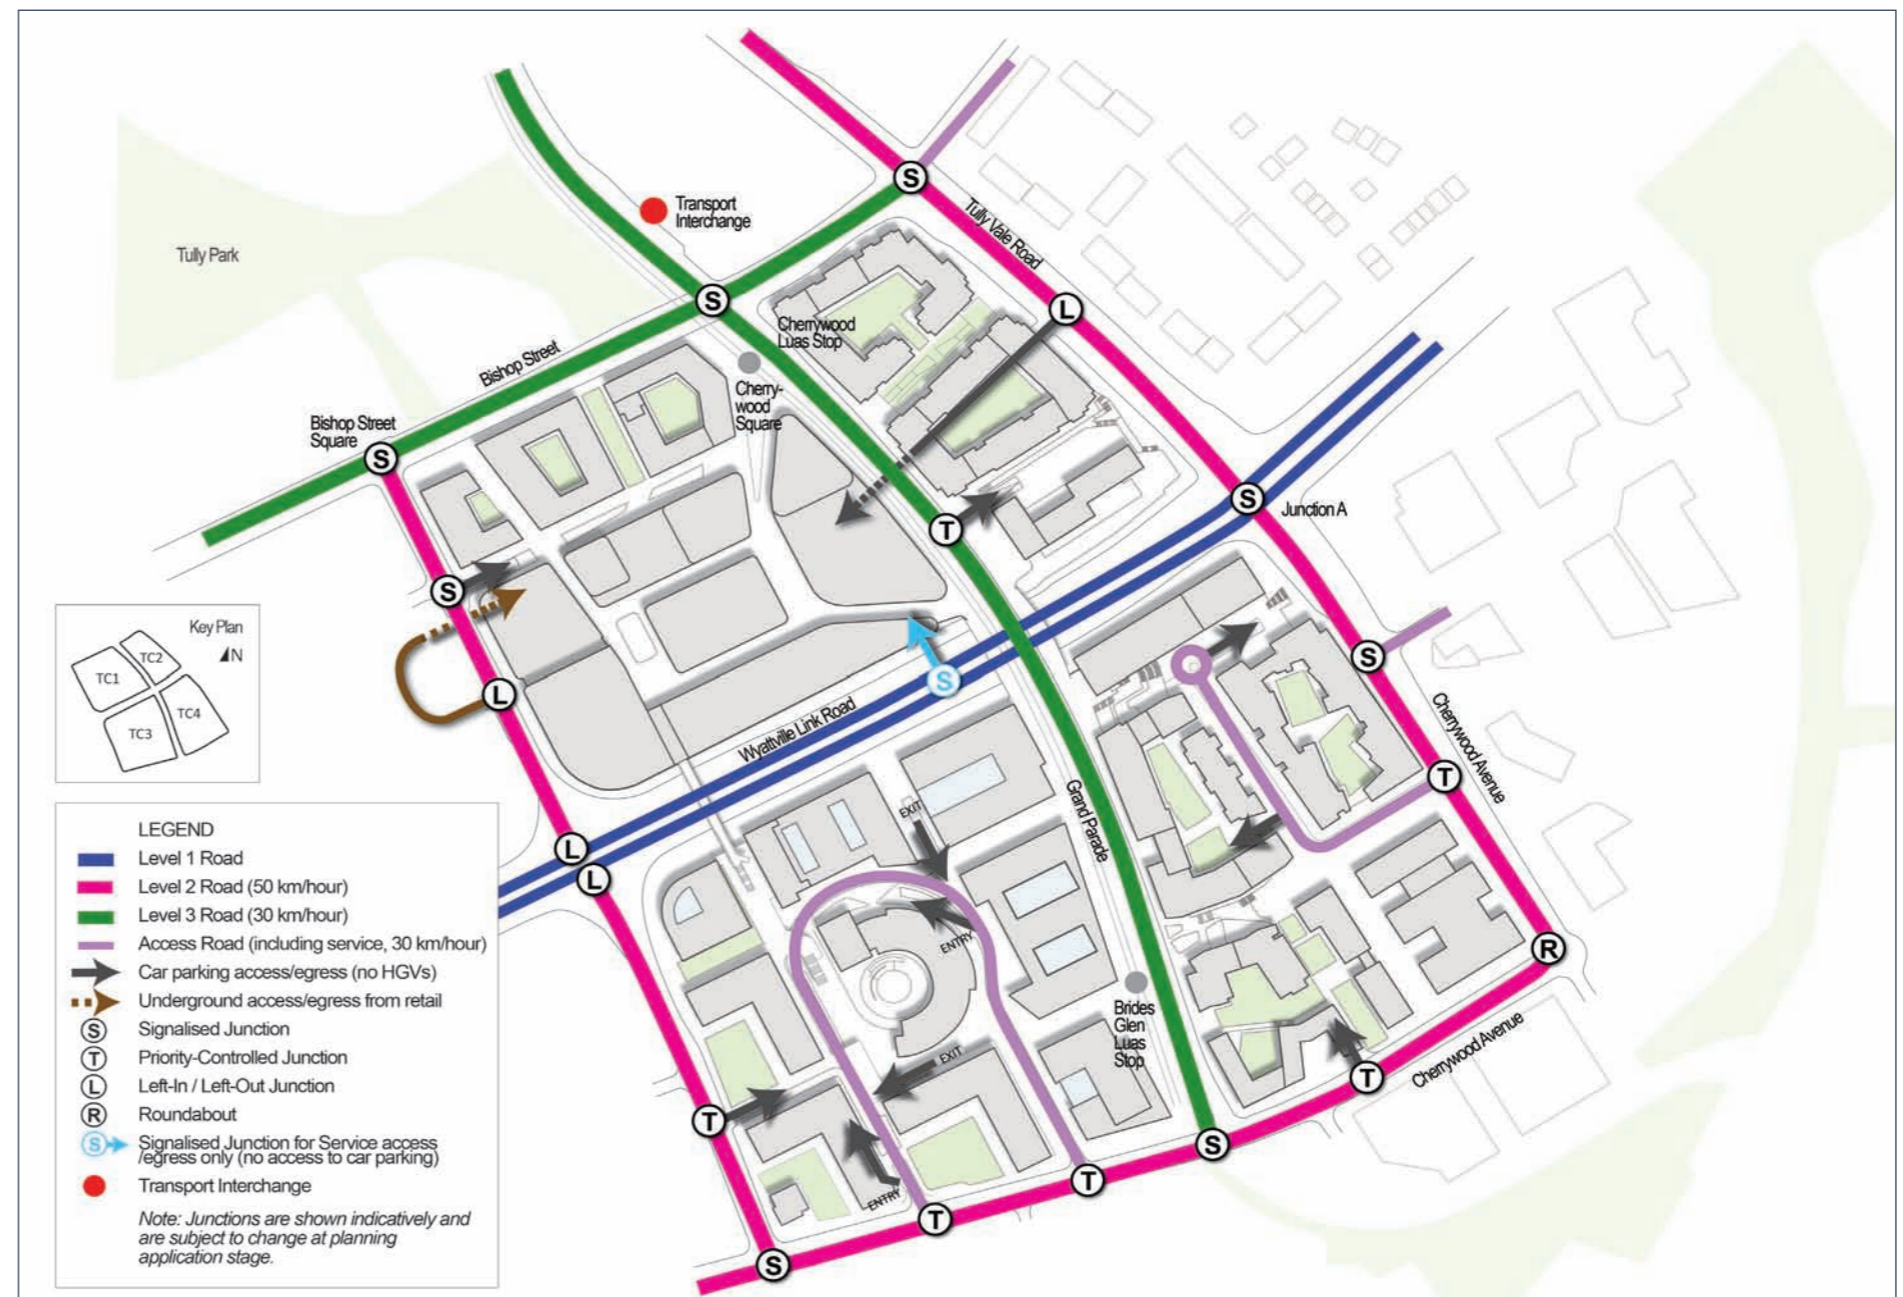 S
Tully Vale Road
Transport
Interchange
Tully Park
S
L
Cherrywood
Luas Stop
Bishop Street
Cherry-
wood
Square
Bishop Street
Square
S
S
Junction A
T
S
Key Plan
N
TC1
TC2
TC3
TC4
S
S
L
Wyattville Link Road
Cherrywood Avenue
T
Grand Parade
EXIT
L
L
ENTRY
R
Brides
Glen
Luas
Stop
Cherrywood Avenue
EXIT
T
T
S
T
ENTRY
T
S
LEGEND
Level 1 Road
Level 2 Road (50 km/hour)
Level 3 Road (30 km/hour)
Access Road (including service, 30 km/hour)
Car parking access/egress (no HGVs)
Underground access/egress from retail
S Signalised Junction
T Priority-Controlled Junction
L Left-In / Left-Out Junction
R Roundabout
S Signalised Junction for Service access
/egress only (no access to car parking)
Transport Interchange
Note: Junctions are shown indicatively and
are subject to change at planning
application stage.